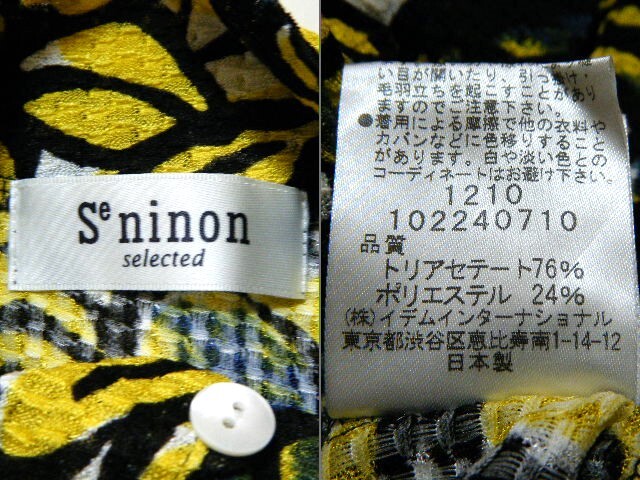 Se ninon
selected
い目が開いたり、引っ掛け・
毛羽立ちを起こすことがあり
ますのでご注意下さい。
●着用による摩擦で他の衣料や
カバンなどに色移りすること
があります。白や淡い色との
コーディネートはお避け下さい。
1210
102240710
品質
トリアセテート76%
ポリエステル 24%
(株)イデムインターナショナル
東京都渋谷区恵比寿南1-14-12
日本製